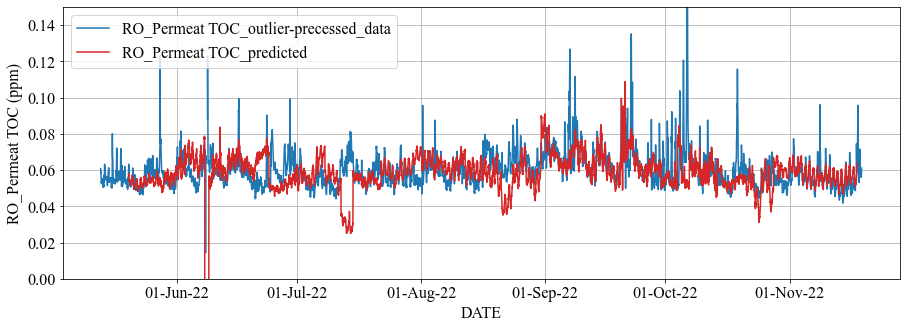 RO_Permeat TOC_outlier-precessed_data
RO_Permeat TOC_predicted
RO_Permeat TOC (ppm)
0.14
0.12
0.10
0.08
0.06
0.04
0.02
0.00
01-Jun-22 01-Jul-22 01-Aug-22 01-Sep-22 01-Oct-22 01-Nov-22
DATE